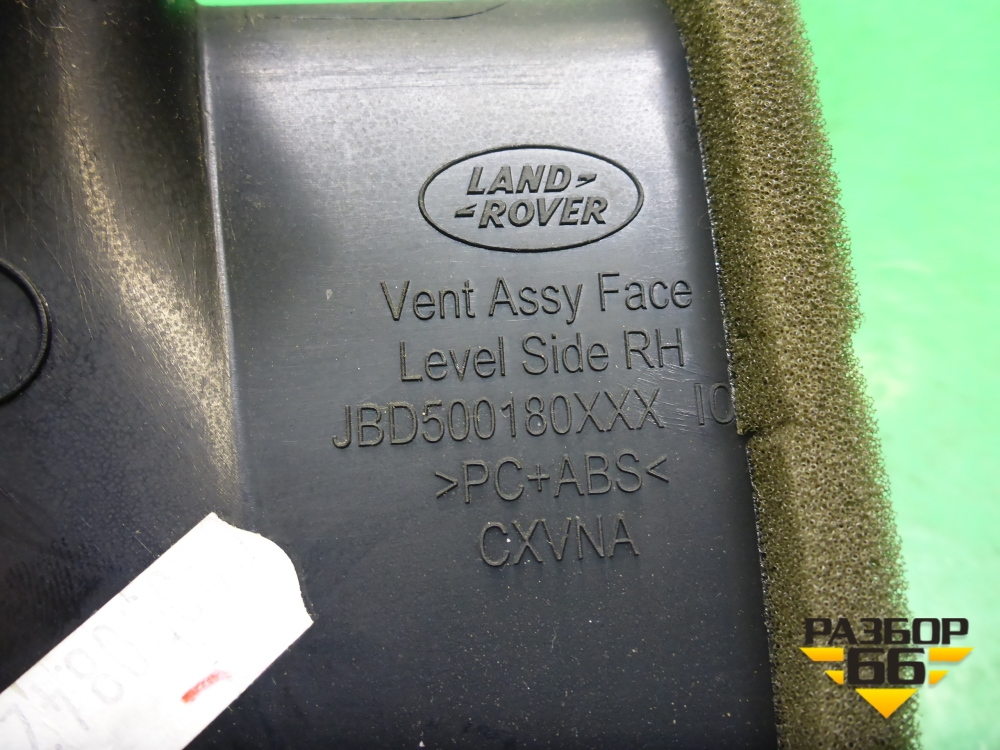 LAND
ROVER
Vent Assy Face
Level Side RH
JBD500180XXX
>PC+ABS<
CXVNA
РАЗБОР
66